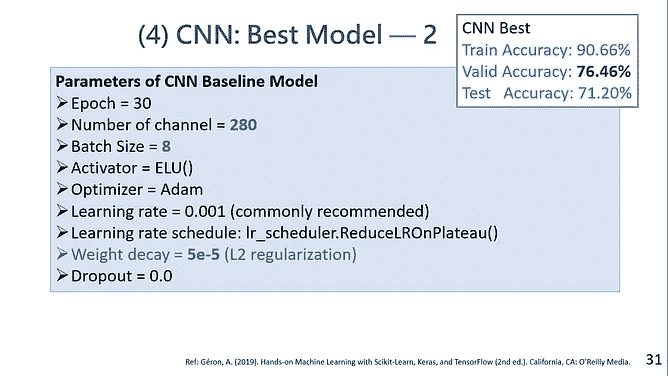 (4) CNN: Best Model — 2
CNN Best
Train Accuracy: 90.66%
Valid Accuracy: 76.46%
Test Accuracy: 71.20%
Parameters of CNN Baseline Model
➢Epoch = 30
➢Number of channel = 280
➢Batch Size = 8
➢Activator = ELU()
➢Optimizer = Adam
➢Learning rate = 0.001 (commonly recommended)
➢Learning rate schedule: lr_scheduler.ReduceLROnPlateau()
➢Weight decay = 5e-5 (L2 regularization)
➢Dropout = 0.0
Ref: Géron, A. (2019). Hands-on Machine Learning with Scikit-Learn, Keras, and TensorFlow (2nd ed.). California, CA: O'Reilly Media.
31